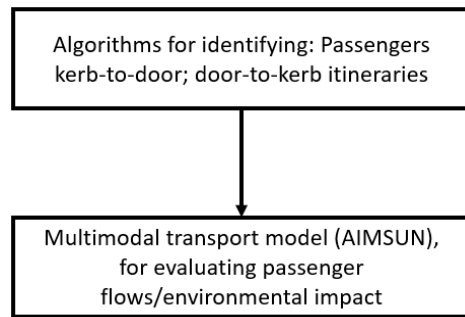 Algorithms for identifying: Passengers
kerb-to-door; door-to-kerb itineraries
Multimodal transport model (AIMSUN),
for evaluating passenger
flows/environmental impact